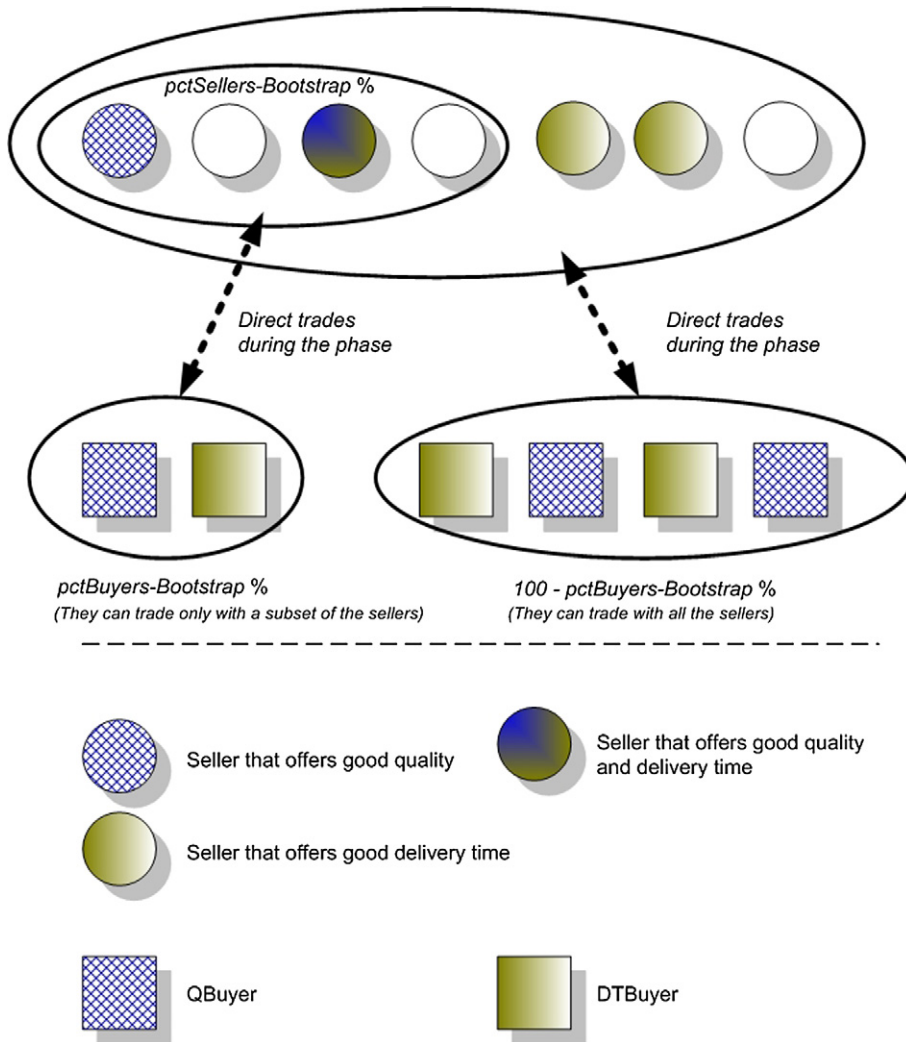 pctSellers-Bootstrap %
Direct trades
during the phase
Direct trades
during the phase
pctBuyers-Bootstrap %
(They can trade only with a subset of the sellers)
100 - pctBuyers-Bootstrap %
(They can trade with all the sellers)
Seller that offers good quality
Seller that offers good quality
and delivery time
Seller that offers good delivery time
QBuyer
DTBuyer